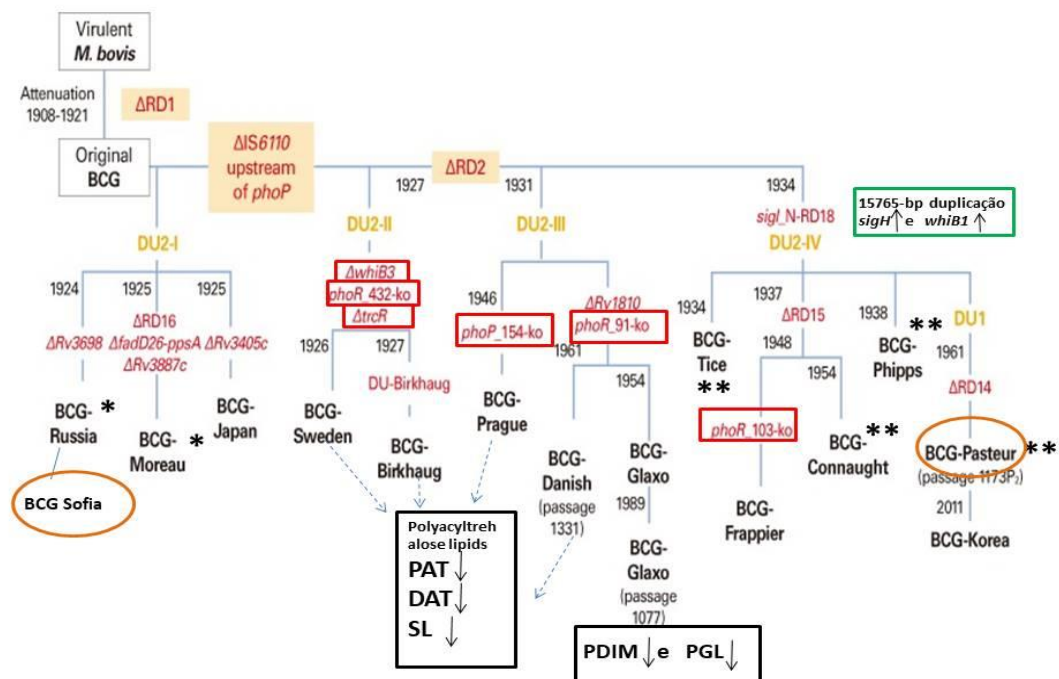 Virulent
M. bovis
Attenuation
1908-1921
ΔRD1
Original
BCG
ΔIS6110
upstream
of phoP
1927
ΔRD2
1931
1934
sigI_N-RD18
15765-bp duplicação
sigH↑ e whiB1 ↑
DU2-I
DU2-II
DU2-III
DU2-IV
1924
1925
1925
ΔRD16
ΔRv3698
ΔfadD26-ppsA
ΔRv3405c
ΔRv3887c
BCG-
Russia
*
BCG-
Moreau
*
BCG-
Japan
BCG Sofia
ΔwhiB3
phoR_432-ko
ΔtrcR
1926
1927
DU-Birkhaug
BCG-
Sweden
BCG-
Birkhaug
1946
phoP_154-ko
BCG-
Prague
ΔRv1810
phoR_91-ko
1961
1954
BCG-
Danish
(passage
1331)
BCG-
Glaxo
1989
BCG-
Glaxo
(passage
1077)
1934
BCG-
Tice
**
1937
ΔRD15
1948
1954
phoR_103-ko
BCG-
Frappier
BCG-
Connaught
**
1938
BCG-
Phipps
**
DU1
1961
ΔRD14
BCG-Pasteur
**
(passage 1173P₂)
2011
BCG-Korea
Polyacyltreh
alose lipids
PAT ↓
DAT ↓
SL ↓
PDIM ↓ e PGL ↓